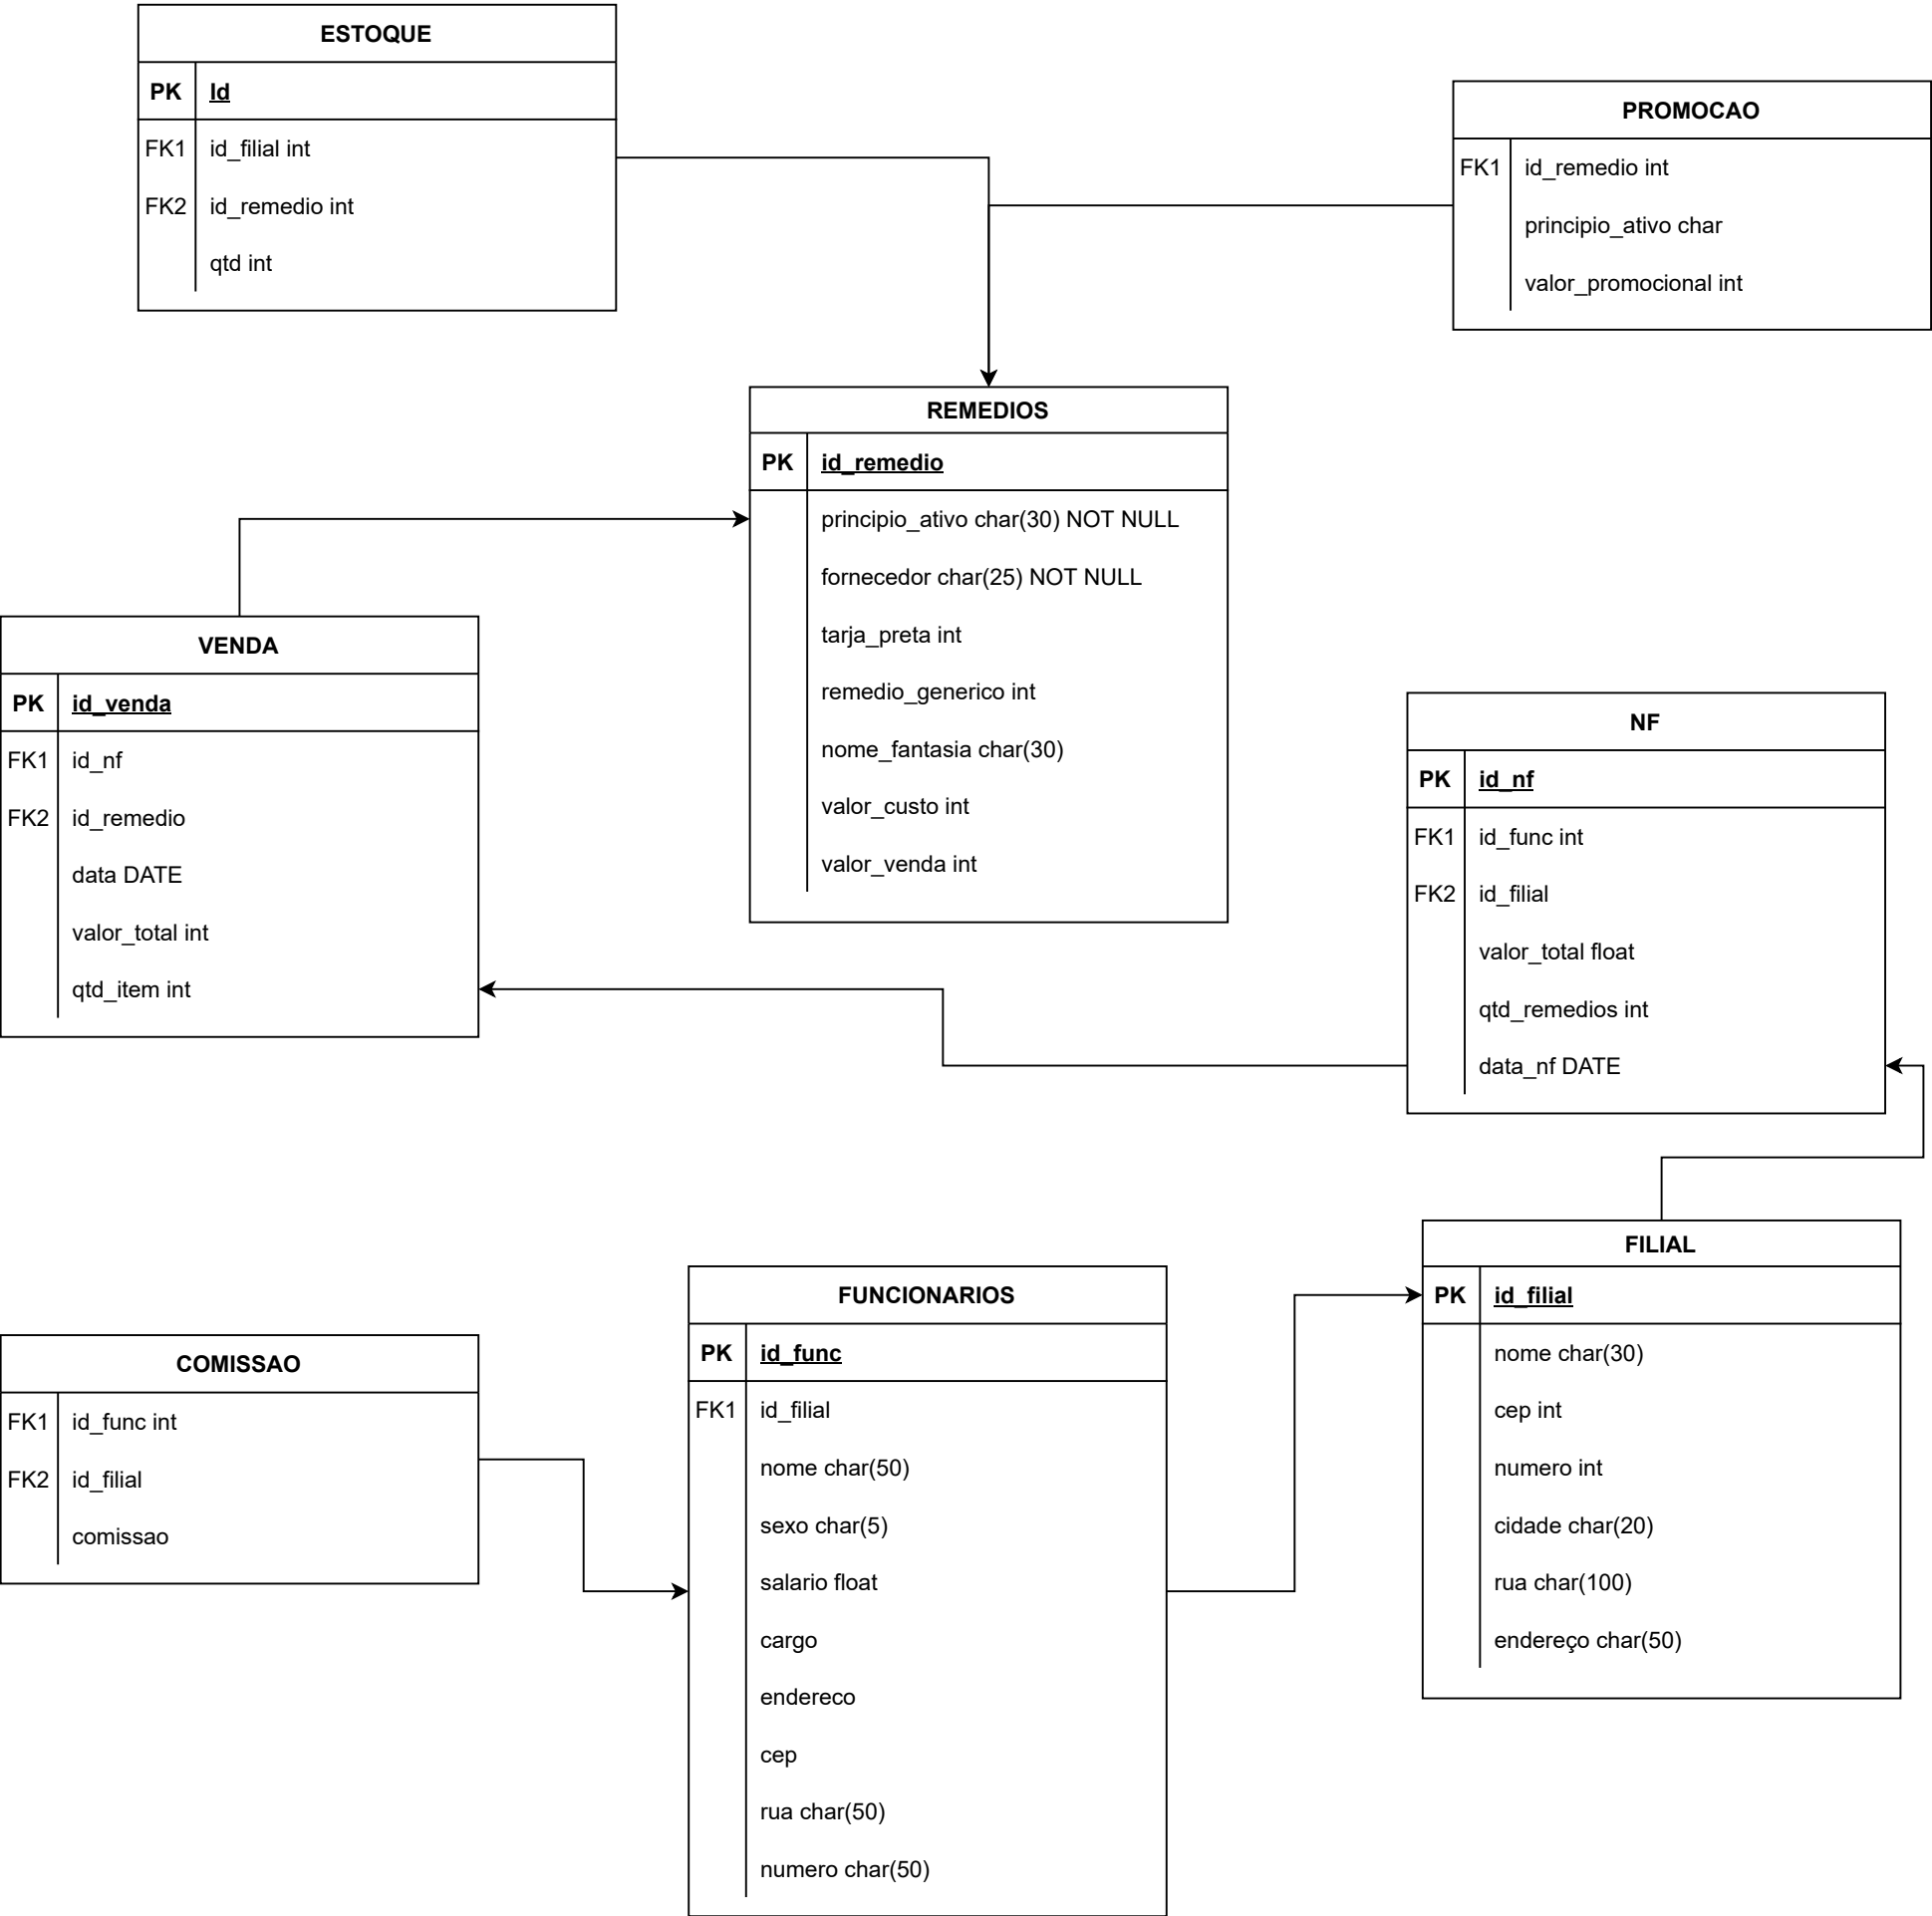 ESTOQUE
PK Id
FK1 id_filial int
FK2 id_remedio int
qtd int
PROMOCAO
FK1 id_remedio int
principio_ativo char
valor_promocional int
REMEDIOS
PK id_remedio
principio_ativo char(30) NOT NULL
fornecedor char(25) NOT NULL
tarja_preta int
remedio_generico int
nome_fantasia char(30)
valor_custo int
valor_venda int
VENDA
PK id_venda
FK1 id_nf
FK2 id_remedio
data DATE
valor_total int
qtd_item int
NF
PK id_nf
FK1 id_func int
FK2 id_filial
valor_total float
qtd_remedios int
data_nf DATE
COMISSAO
FK1 id_func int
FK2 id_filial
comissao
FUNCIONARIOS
PK id_func
FK1 id_filial
nome char(50)
sexo char(5)
salario float
cargo
endereco
cep
rua char(50)
numero char(50)
FILIAL
PK id_filial
nome char(30)
cep int
numero int
cidade char(20)
rua char(100)
endereço char(50)